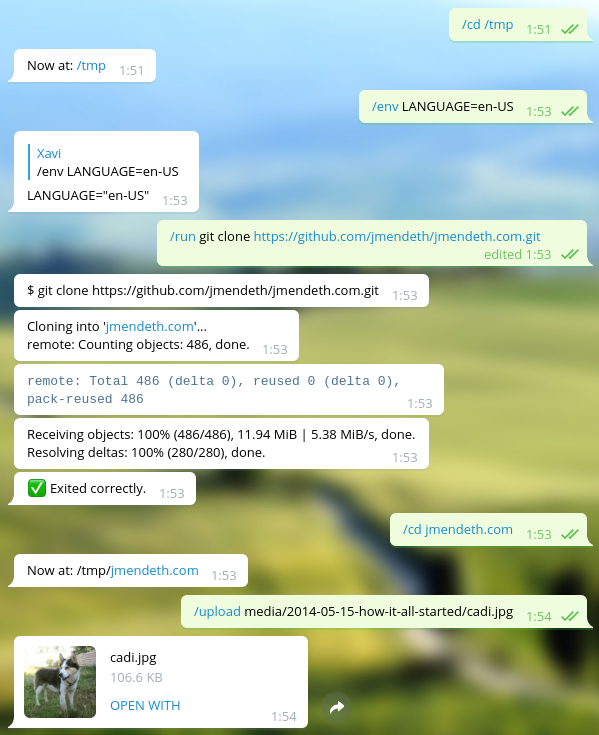 /cd /tmp 1:51
Now at: /tmp 1:51
/env LANGUAGE=en-US 1:53
Xavi
/env LANGUAGE=en-US
LANGUAGE="en-US" 1:53
/run git clone https://github.com/jmendeth/jmendeth.com.git
edited 1:53
$ git clone https://github.com/jmendeth/jmendeth.com.git 1:53
Cloning into 'jmendeth.com'...
remote: Counting objects: 486, done. 1:53
remote: Total 486 (delta 0), reused 0 (delta 0),
pack-reused 486 1:53
Receiving objects: 100% (486/486), 11.94 MiB | 5.38 MiB/s, done.
Resolving deltas: 100% (280/280), done. 1:53
✅ Exited correctly. 1:53
/cd jmendeth.com 1:53
Now at: /tmp/jmendeth.com 1:53
/upload media/2014-05-15-how-it-all-started/cadi.jpg 1:54
cadi.jpg
106.6 KB
OPEN WITH
1:54